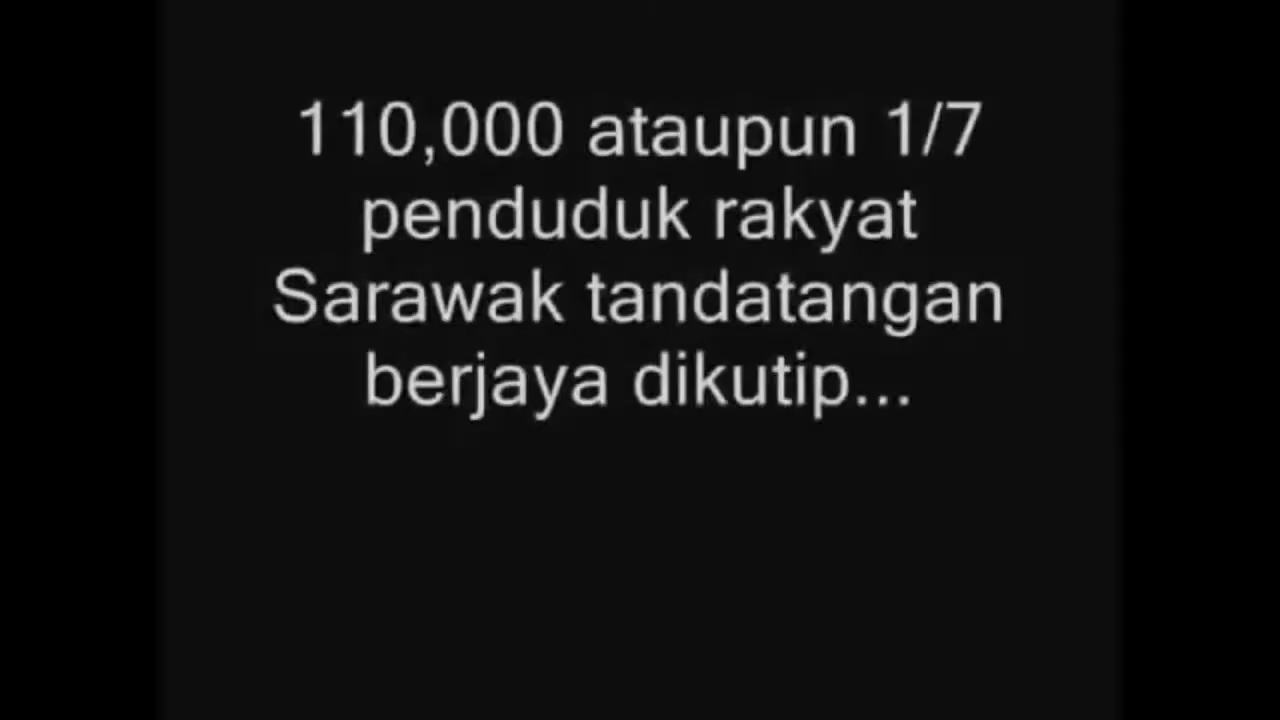 110,000 ataupun 1/7
penduduk rakyat
Sarawak tandatangan
berjaya dikutip...